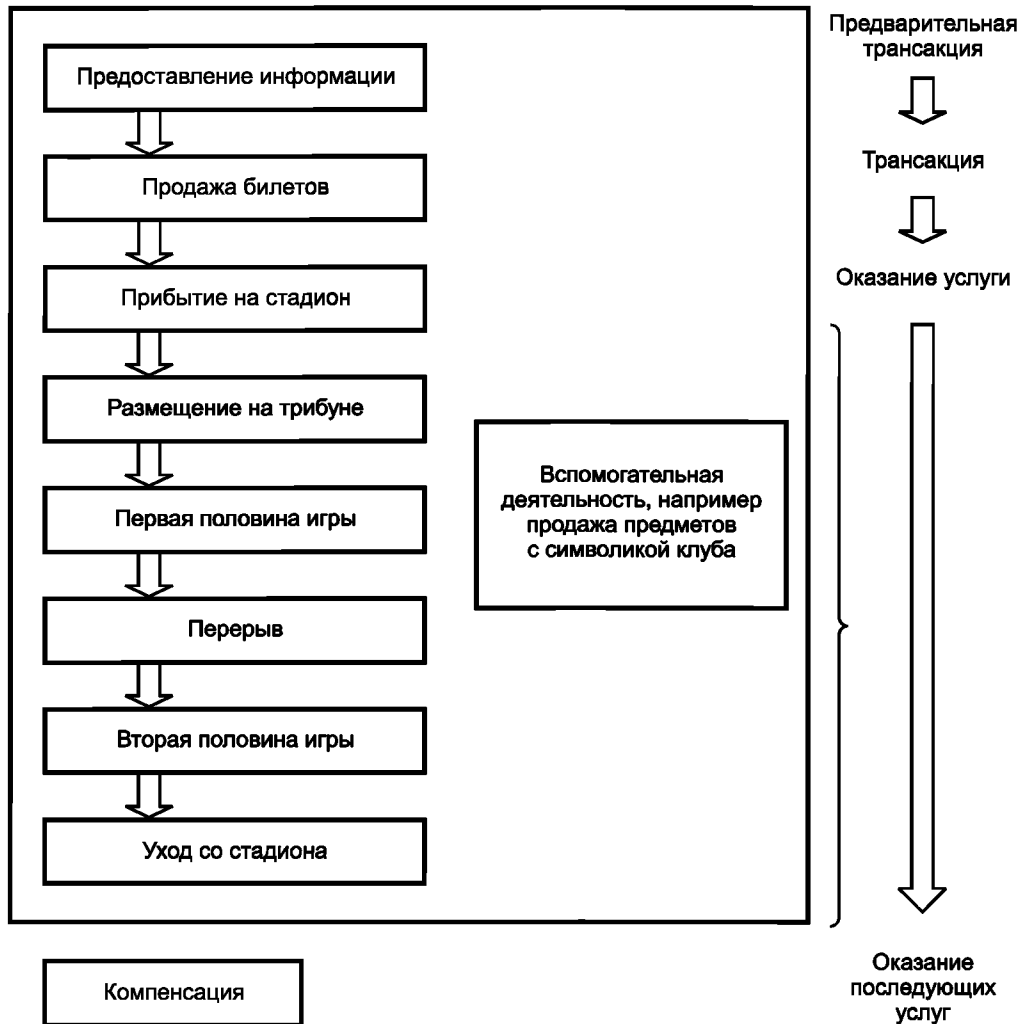 Предварительная
трансакция
Предоставление информации
Трансакция
Продажа билетов
Оказание услуги
Прибытие на стадион
Размещение на трибуне
Вспомогательная
деятельность, например
продажа предметов
с символикой клуба
Первая половина игры
Перерыв
Вторая половина игры
Уход со стадиона
Компенсация
Оказание
последующих
услуг